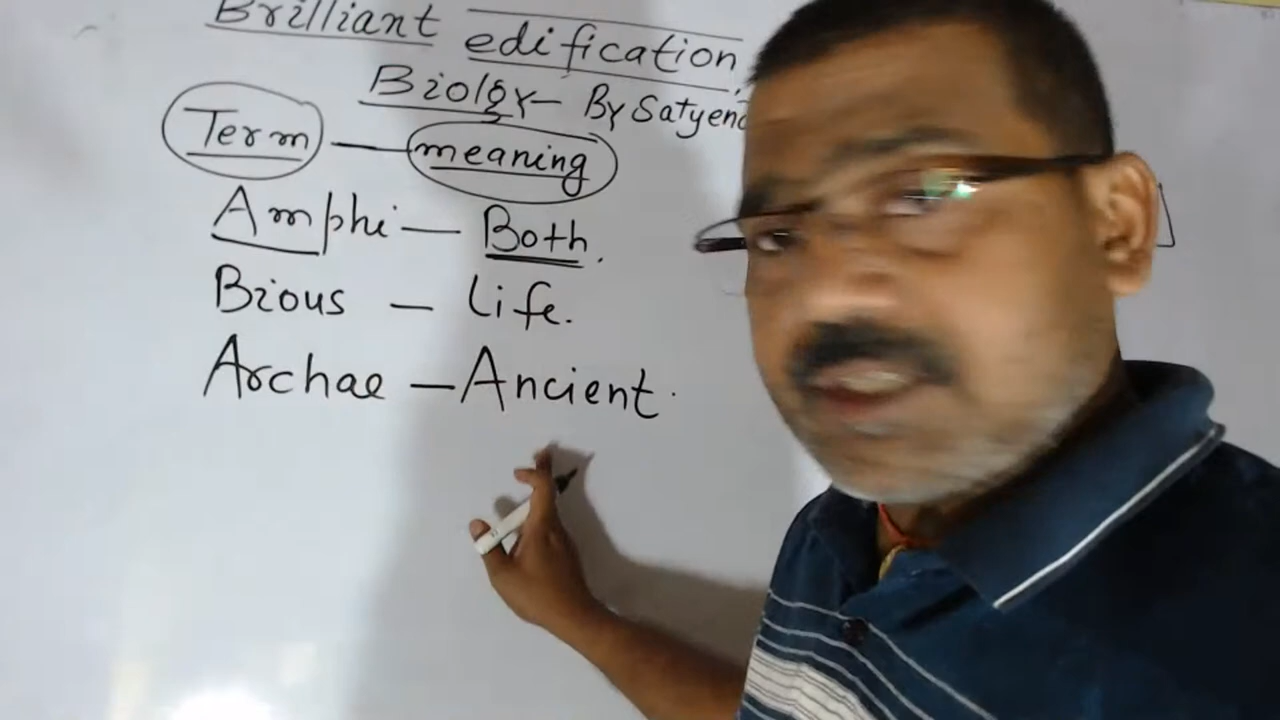 Brilliant edification
Biolgy- By Satyend
Term — meaning
Amphi — Both.
Bious — Life.
Archae — Ancient.